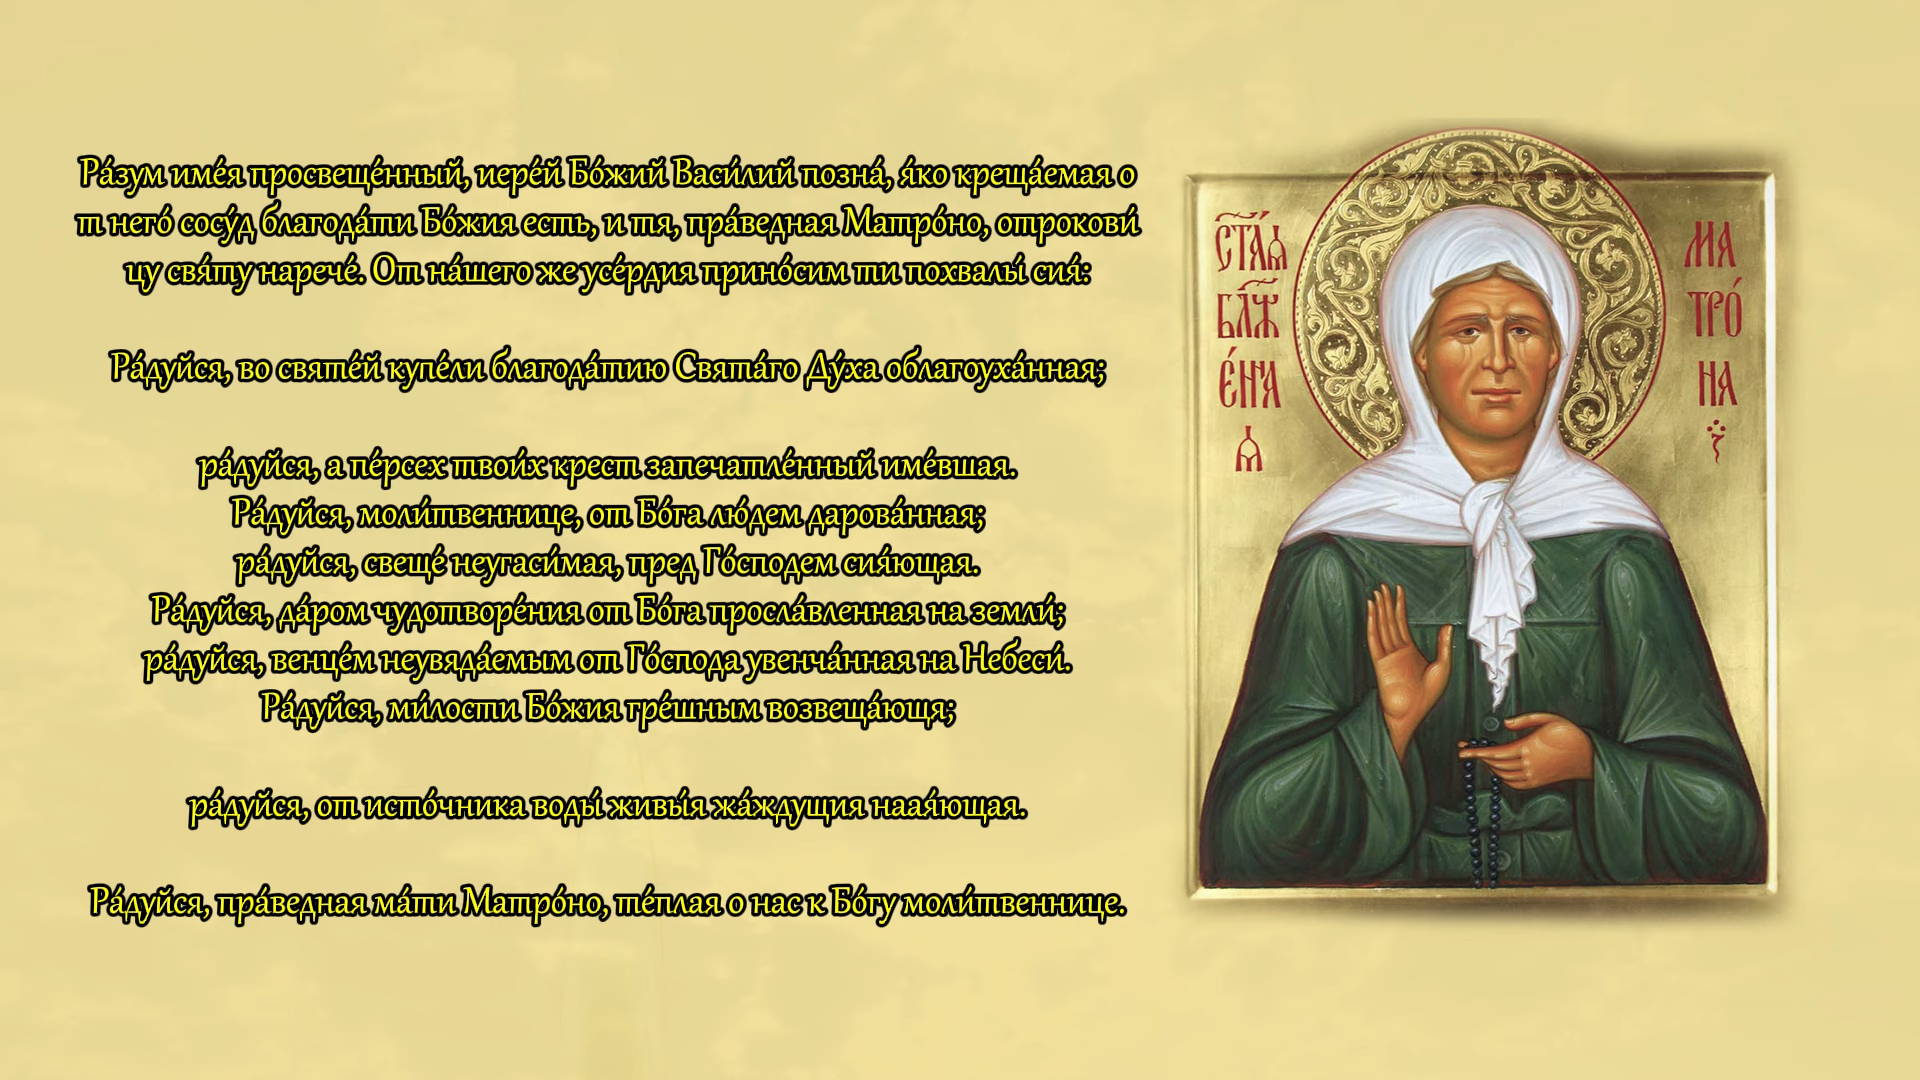 Ра́зум име́я просвеще́нный, иере́й Бо́жий Васи́лий позна́, я́ко креща́емая о
т него́ сосу́д благода́ти Бо́жия есть, и тя, пра́ведная Матро́но, отрокови́
цу свя́ту нарече́. От на́шего же усе́рдия прино́сим ти похвалы́ сия́:
Ра́дуйся, во святе́й купе́ли благода́тию Свята́го Ду́ха облагоуха́нная;
ра́дуйся, а пе́рсех твои́х крест запечатле́нный име́вшая.
Ра́дуйся, моли́твеннице, от Бо́га лю́дем дарова́нная;
ра́дуйся, свеще́ неугаси́мая, пред Го́сподем сия́ющая.
Ра́дуйся, да́ром чудотворе́ния от Бо́га просла́вленная на земли́;
ра́дуйся, венце́м неувяда́емым от Го́спода увенча́нная на Небеси́.
Ра́дуйся, ми́лости Бо́жия гре́шным возвеща́ющя;
ра́дуйся, от исто́чника воды́ живы́я жа́ждущия наая́ющая.
Ра́дуйся, пра́ведная ма́ти Матро́но, те́плая о нас к Бо́гу моли́твеннице.
СТА́Ѧ
БЛЖ
Е́ННА
Ѧ
МА
ТРО́
НА